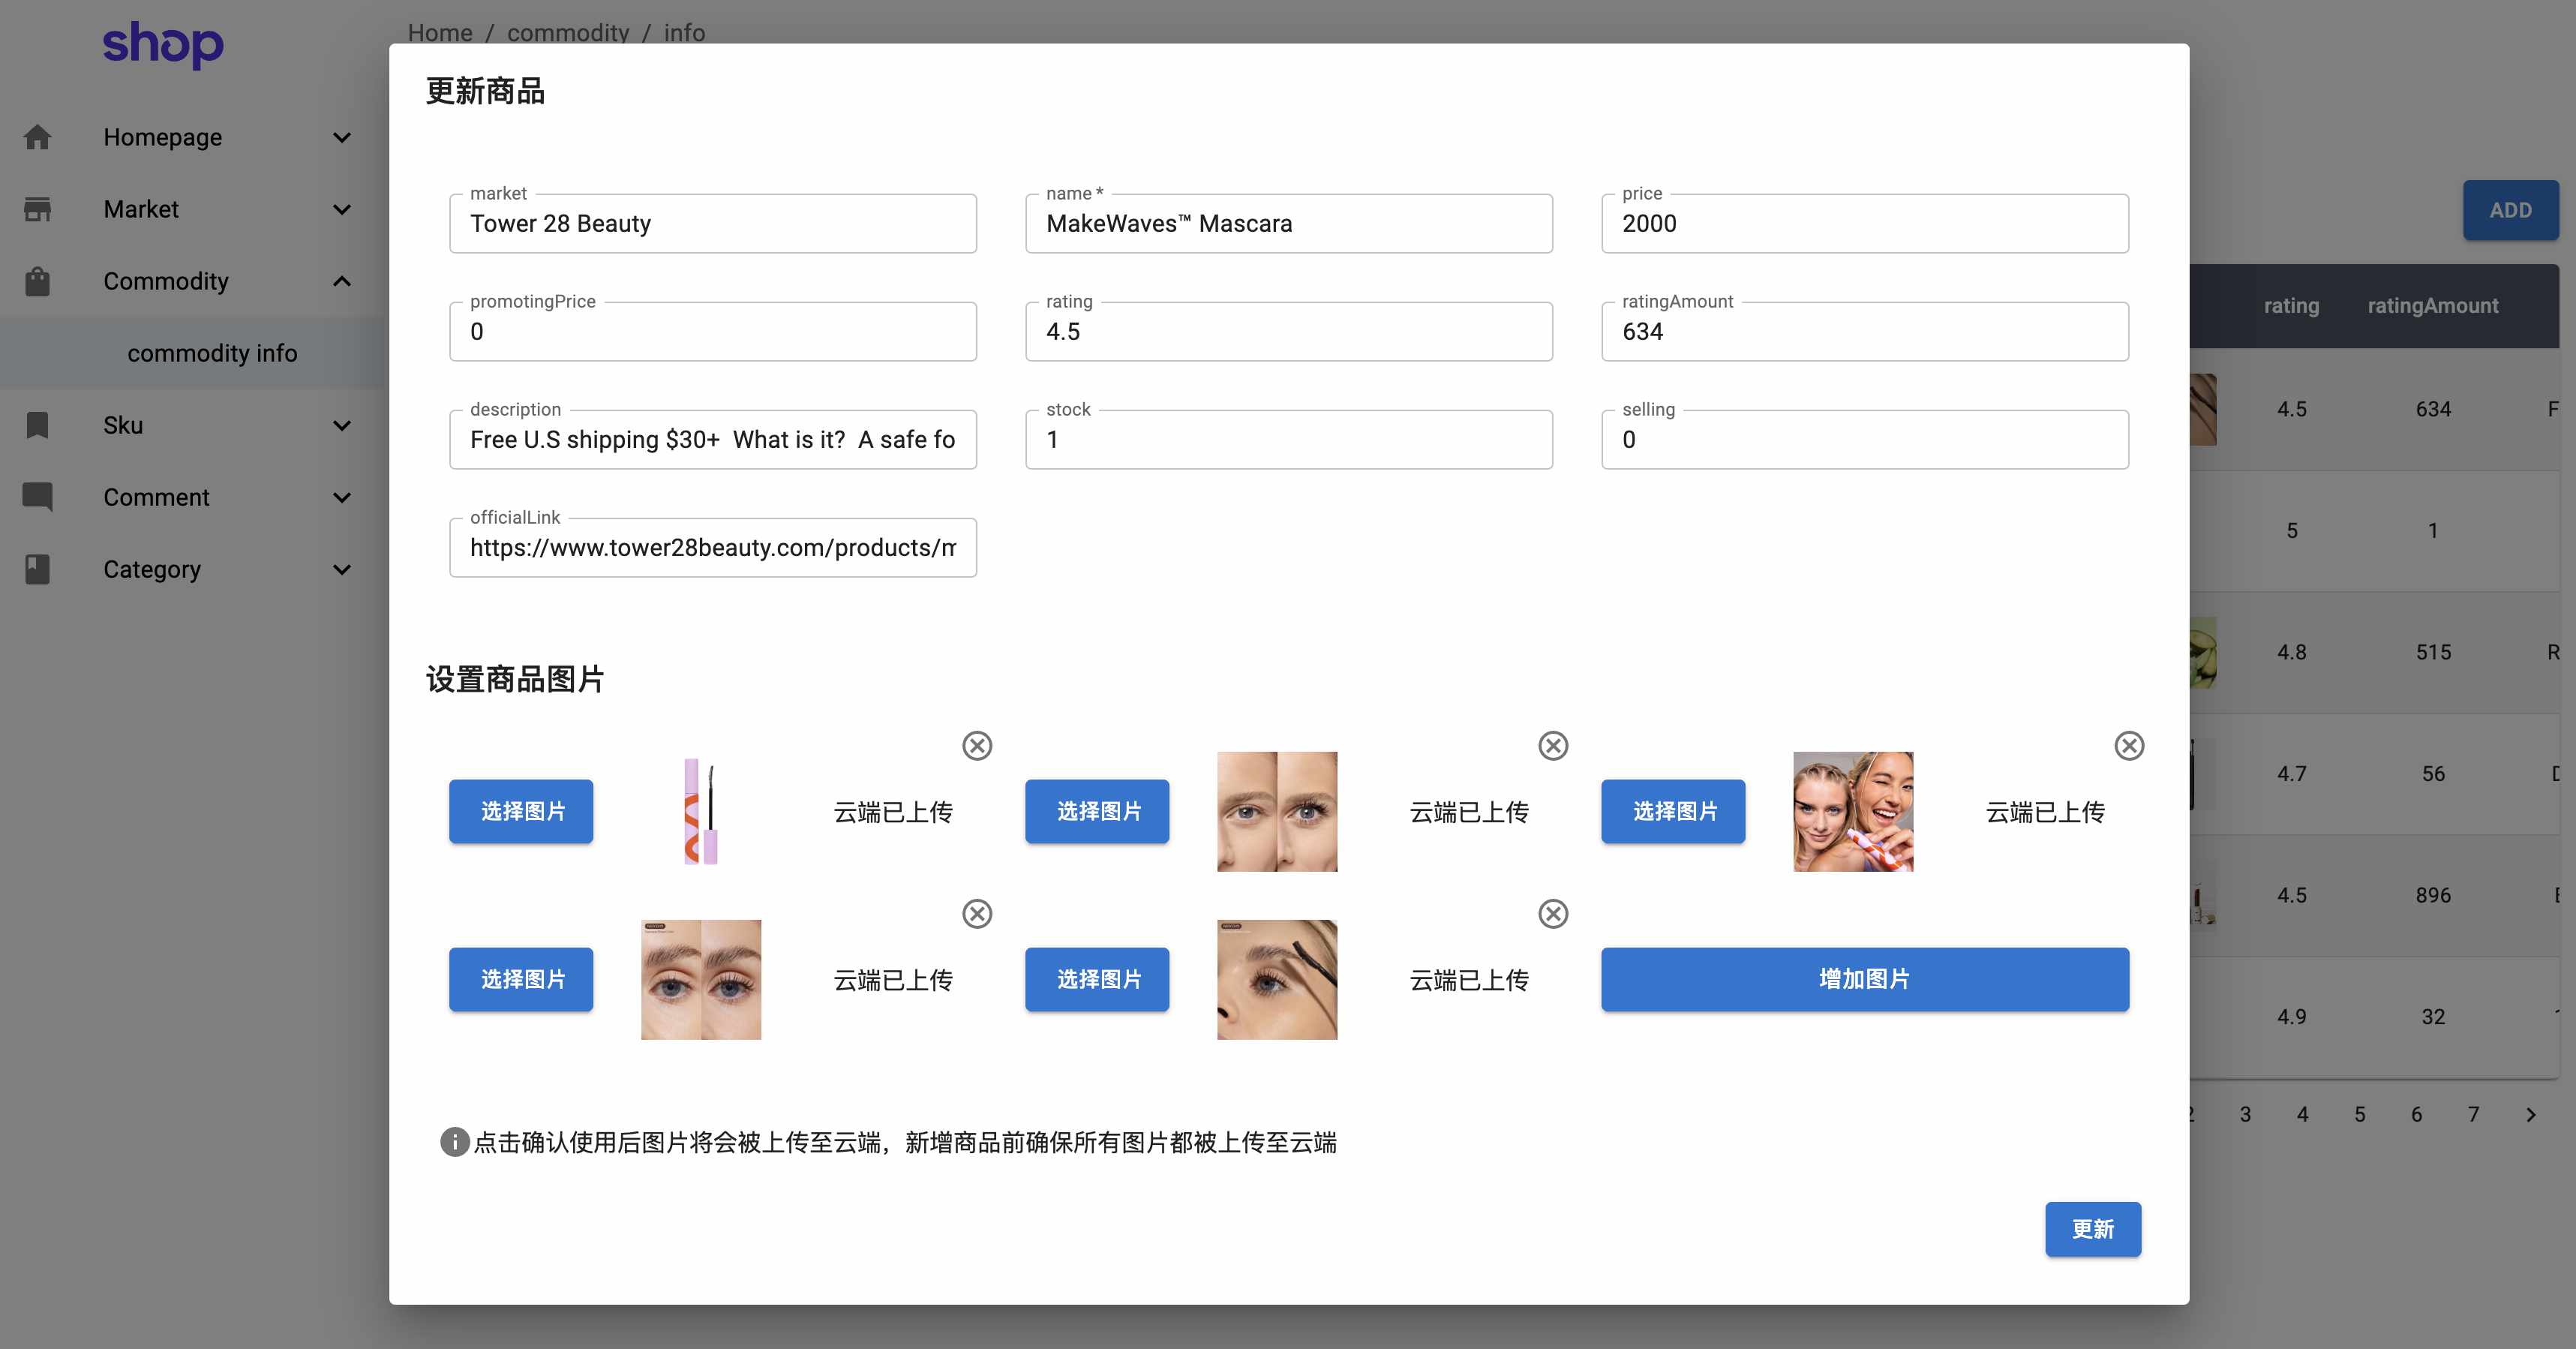 shop
Home / commodity / info
Homepage
Market
Commodity
commodity info
Sku
Comment
Category
更新商品
market
Tower 28 Beauty
name *
MakeWaves™ Mascara
price
2000
promotingPrice
0
rating
4.5
ratingAmount
634
description
Free U.S shipping $30+  What is it?  A safe fo
stock
1
selling
0
officialLink
https://www.tower28beauty.com/products/m
设置商品图片
选择图片 云端已上传 选择图片 云端已上传 选择图片 云端已上传
选择图片 云端已上传 选择图片 云端已上传 增加图片
点击确认使用后图片将会被上传至云端，新增商品前确保所有图片都被上传至云端
更新
ADD
rating ratingAmount
4.5 634 F
5 1
4.8 515 R
4.7 56
4.5 896
4.9 32
2 3 4 5 6 7